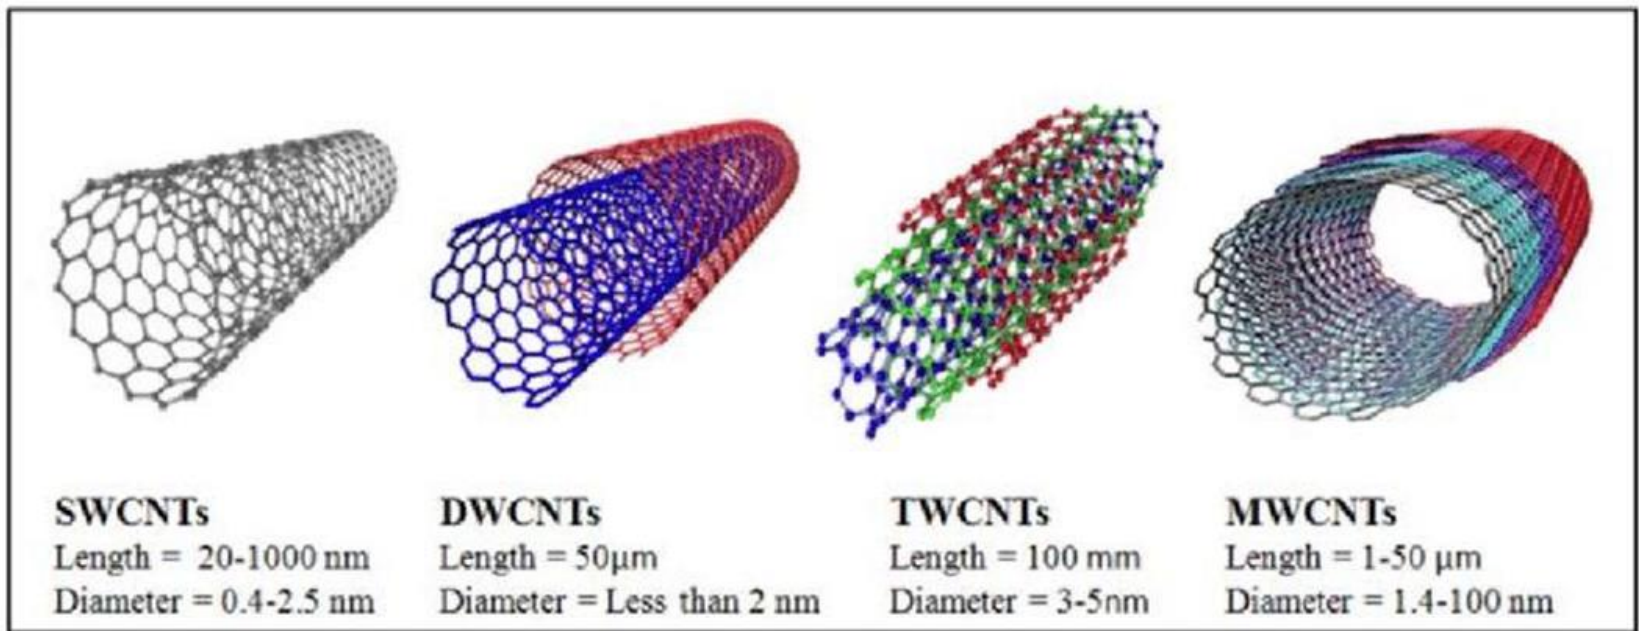 SWCNTs
Length = 20-1000 nm
Diameter = 0.4-2.5 nm
DWCNTs
Length = 50μm
Diameter = Less than 2 nm
TWCNTs
Length = 100 mm
Diameter = 3-5nm
MWCNTs
Length = 1-50 μm
Diameter = 1.4-100 nm